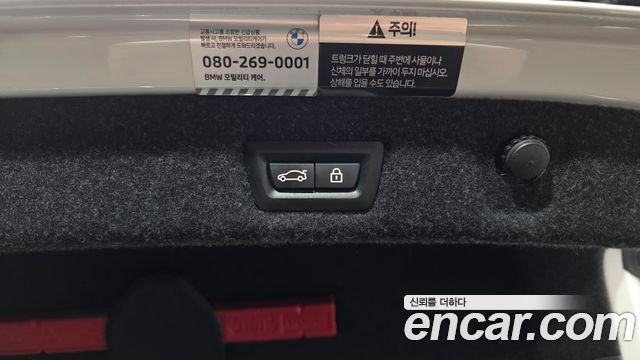 교통사고를 포함한 긴급상황
발생 시, BMW 모빌리티케어가
빠르고 친절하게 도와드리겠습니다.
080-269-0001
BMW 모빌리티 케어.
주의!
트렁크가 닫힐 때 주변에 사물이나
신체의 일부를 가까이 두지 마십시오.
상해를 입을 수도 있습니다.
신뢰를 더하다
encar.com